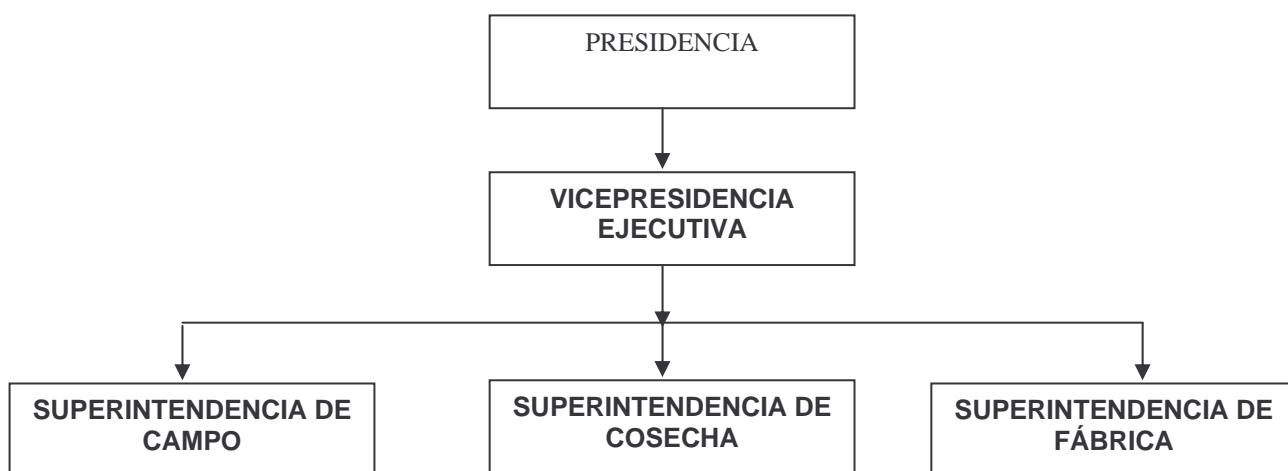 PRESIDENCIA
VICEPRESIDENCIA
EJECUTIVA
SUPERINTENDENCIA DE
CAMPO
SUPERINTENDENCIA DE
COSECHA
SUPERINTENDENCIA DE
FÁBRICA